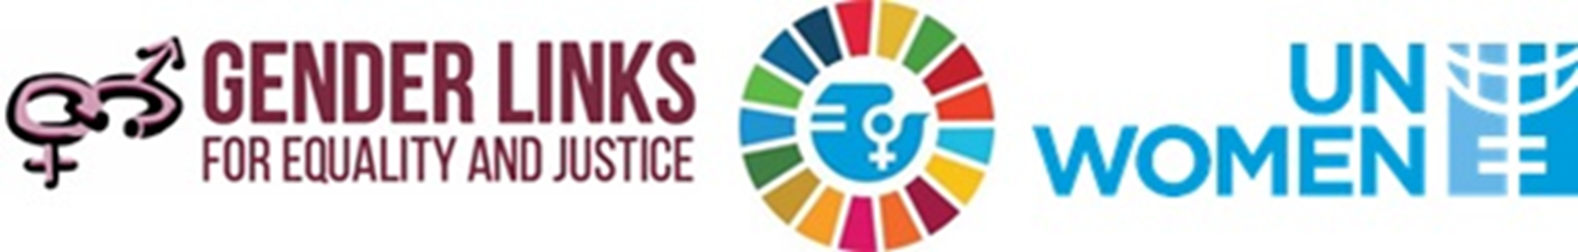 GENDER LINKS
FOR EQUALITY AND JUSTICE
UN
WOMEN